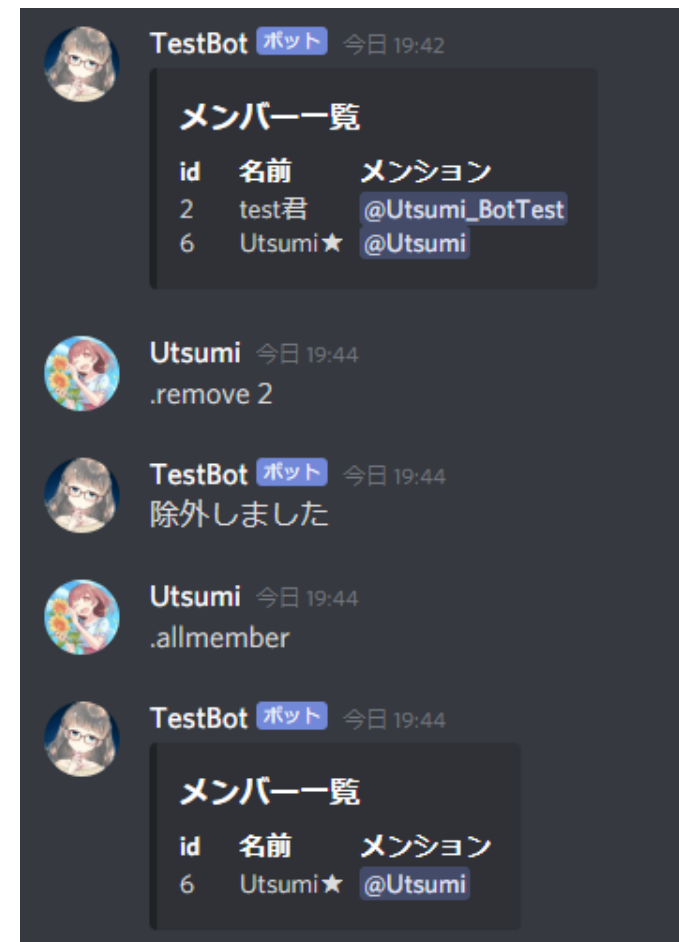 TestBot ボット 今日 19:42
メンバー一覧
id 名前 メンション
2 test君 @Utsumi_BotTest
6 Utsumi★ @Utsumi
Utsumi 今日 19:44
.remove 2
TestBot ボット 今日 19:44
除外しました
Utsumi 今日 19:44
.allmember
TestBot ボット 今日 19:44
メンバー一覧
id 名前 メンション
6 Utsumi★ @Utsumi